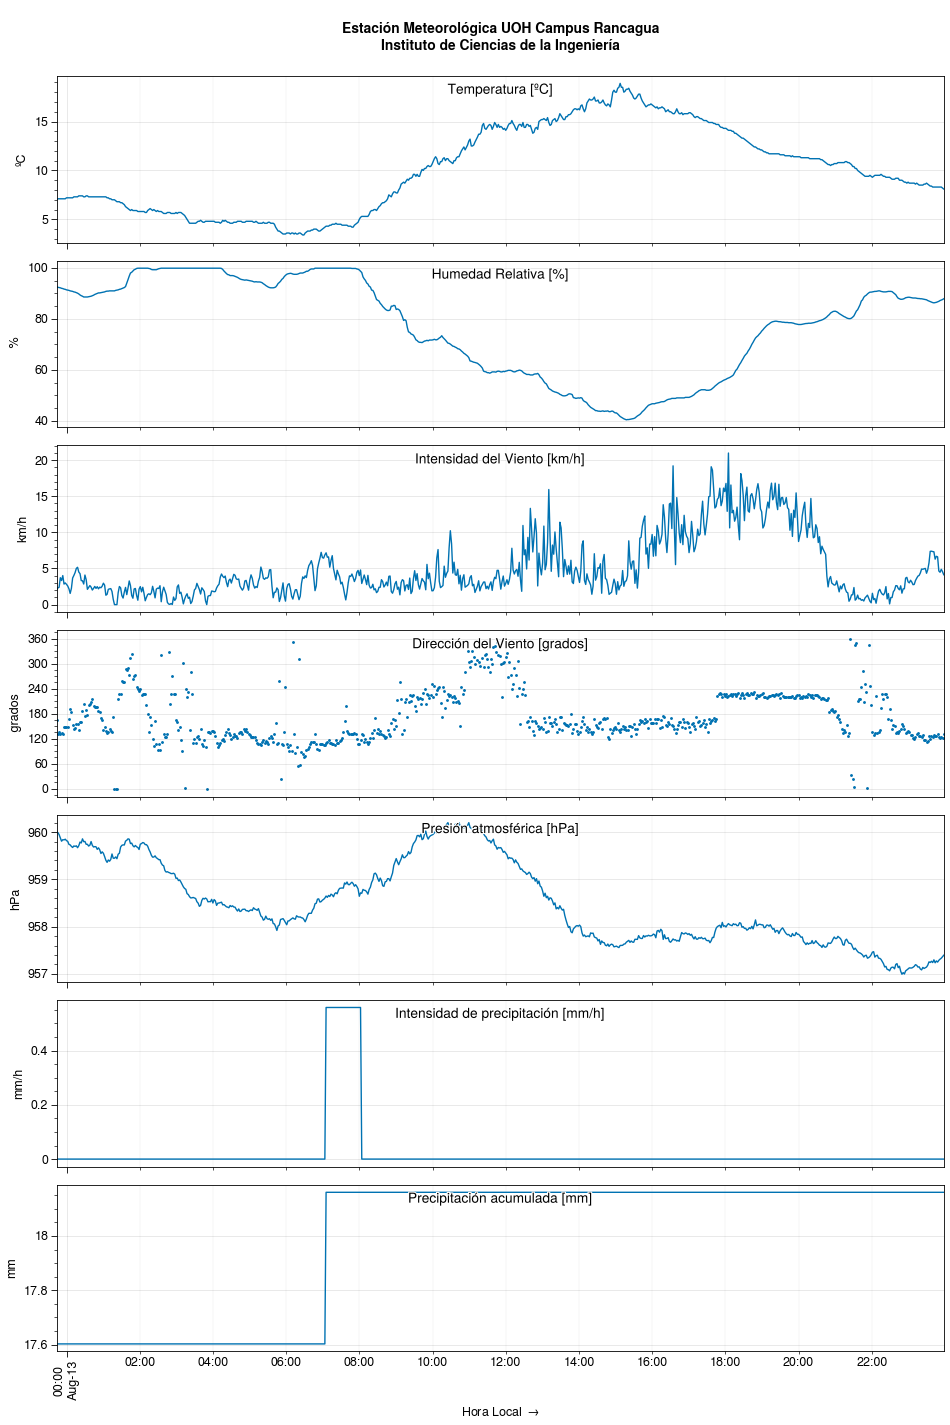 Estación Meteorológica UOH Campus Rancagua
Instituto de Ciencias de la Ingeniería
Temperatura [ºC]
ºC
15
10
5
Humedad Relativa [%]
%
100
80
60
40
Intensidad del Viento [km/h]
km/h
20
15
10
5
0
Dirección del Viento [grados]
grados
360
300
240
180
120
60
0
Presión atmosférica [hPa]
hPa
960
959
958
957
Intensidad de precipitación [mm/h]
mm/h
0.4
0.2
0
Precipitación acumulada [mm]
mm
18
17.8
17.6
00:00
Aug-13
02:00
04:00
06:00
08:00
10:00
12:00
14:00
16:00
18:00
20:00
22:00
Hora Local →